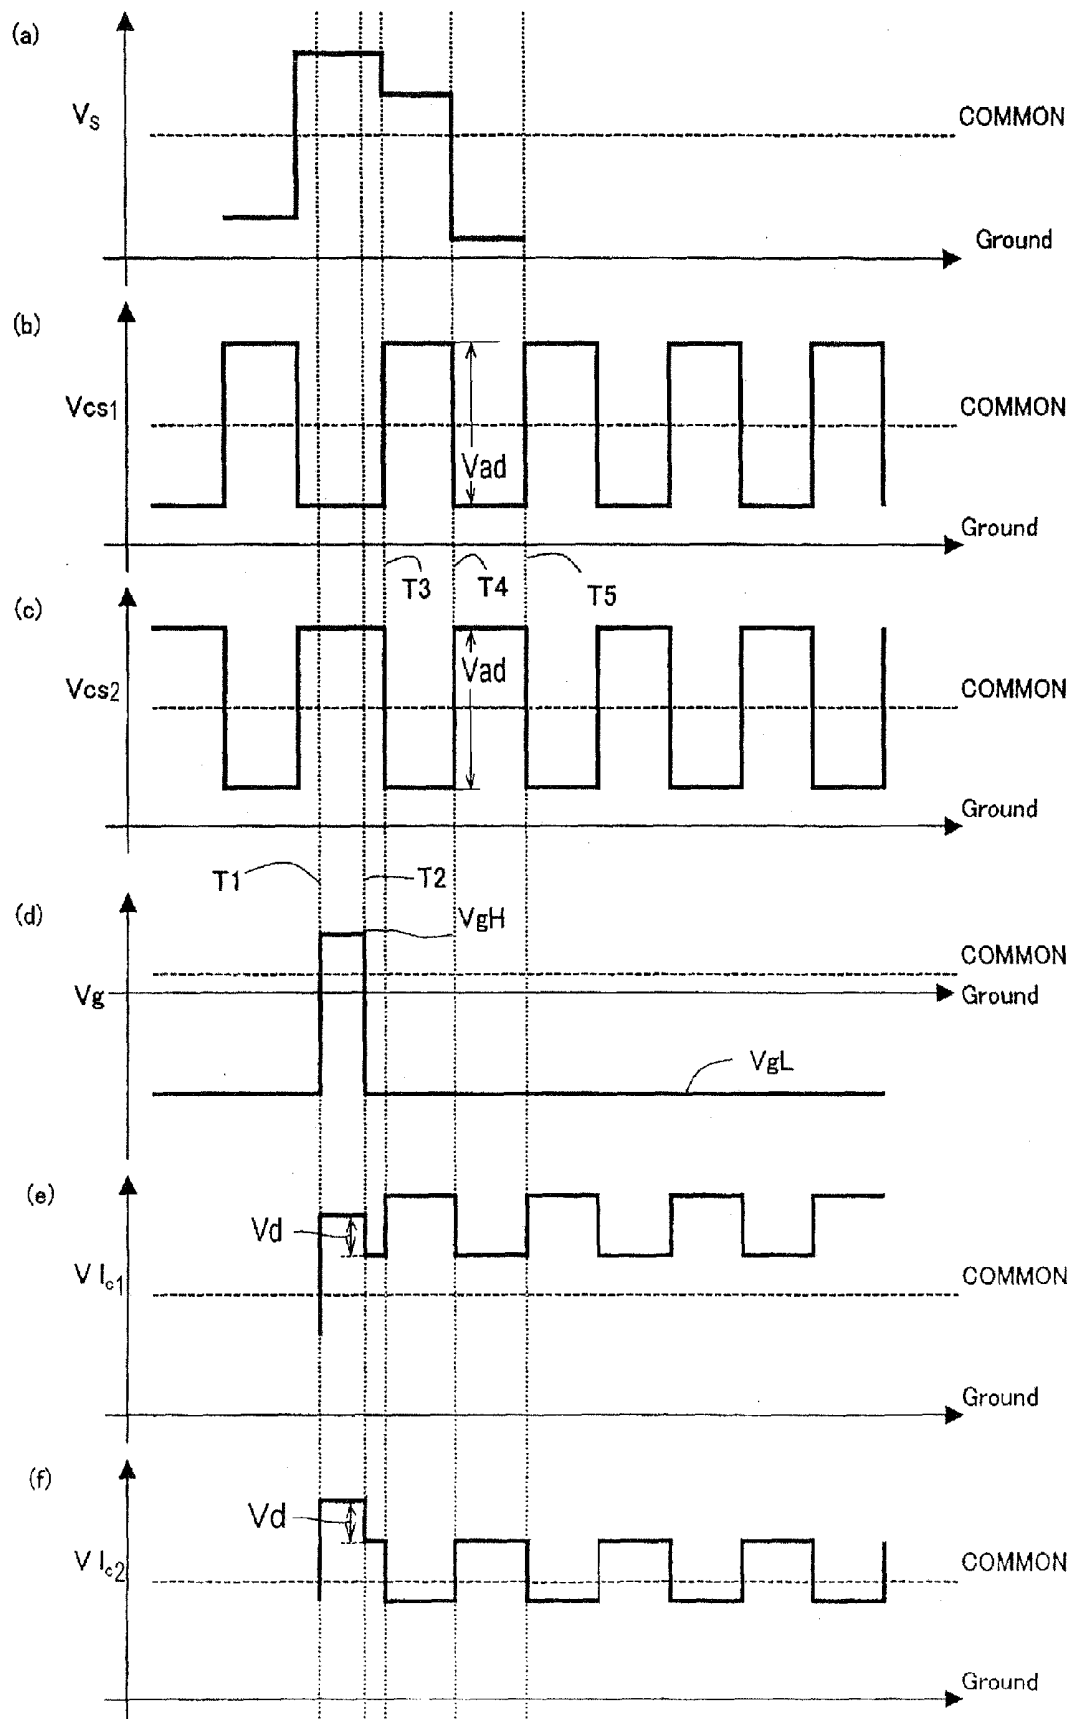 (a)
Vs
COMMON
Ground
(b)
Vcs1
COMMON
Vad
Ground
T3
T4
T5
(c)
Vcs2
COMMON
Vad
Ground
T1
T2
(d)
VgH
COMMON
Vg
Ground
VgL
(e)
Vd
V lc1
COMMON
Ground
(f)
Vd
V lc2
COMMON
Ground